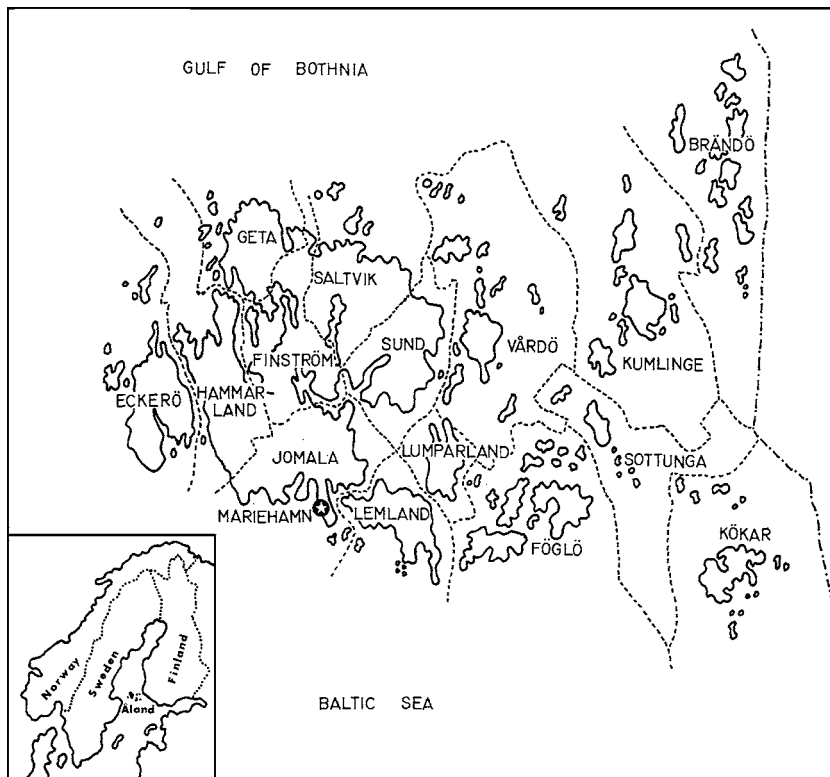 GULF OF BOTHNIA
BRÄNDÖ
GETA
SALTVIK
FINSTRÖM
SUND
VÅRDÖ
KUMLINGE
ECKERÖ
HAMMAR-
LAND
JOMALA
LUMPARLAND
SOTTUNGA
MARIEHAMN
LEMLAND
FÖGLÖ
KÖKAR
BALTIC SEA
Norway
Sweden
Finland
Åland